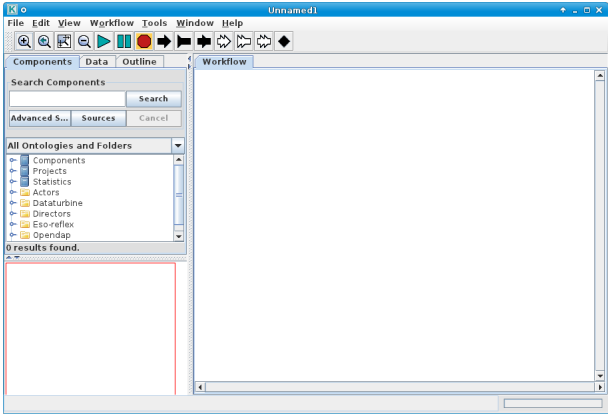 Unnamed1
File Edit View Workflow Tools Window Help
Components Data Outline
Workflow
Search Components
Search
Advanced S... Sources Cancel
All Ontologies and Folders
Components
Projects
Statistics
Actors
Dataturbine
Directors
Eso-reflex
Opendap
0 results found.